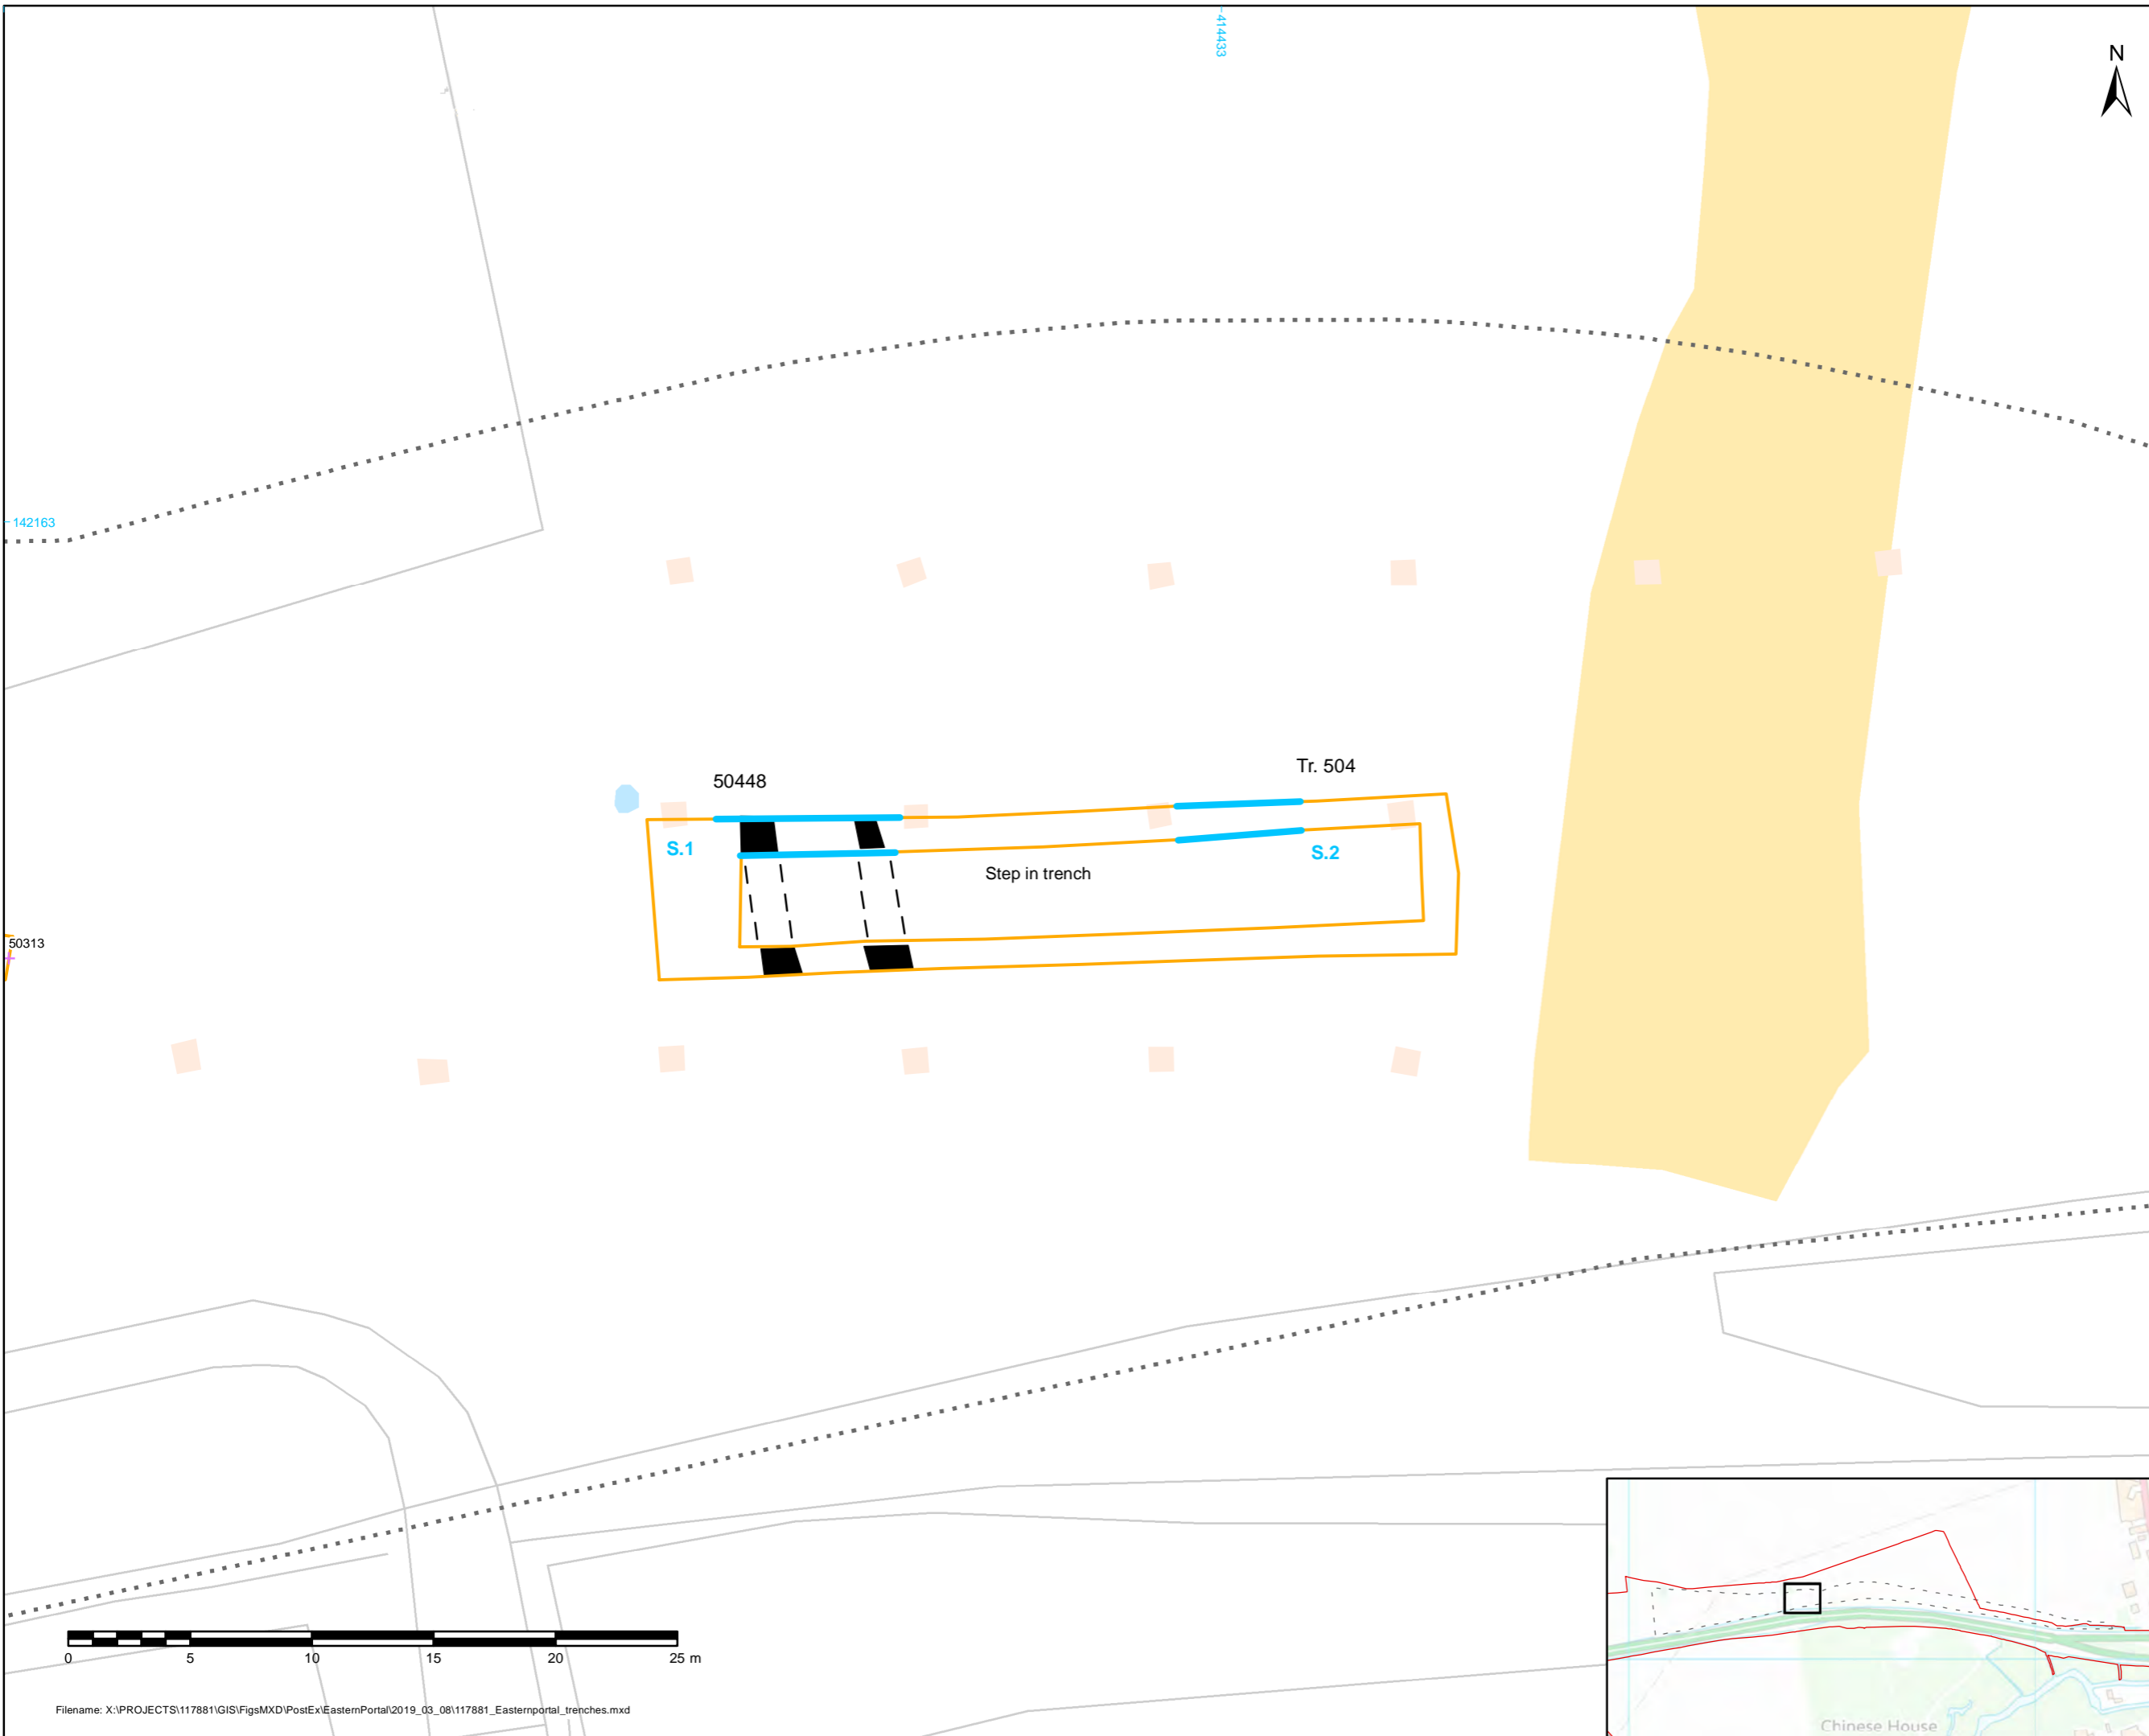 414433
N
142163
Tr. 504
50448
S.1
S.2
Step in trench
50313
0 5 10 15 20 25 m
Filename: X:\PROJECTS\117881\GIS\FigsMXD\PostEx\EasternPortal\2019_03_08\117881_Easternportal_trenches.mxd
Chinese House